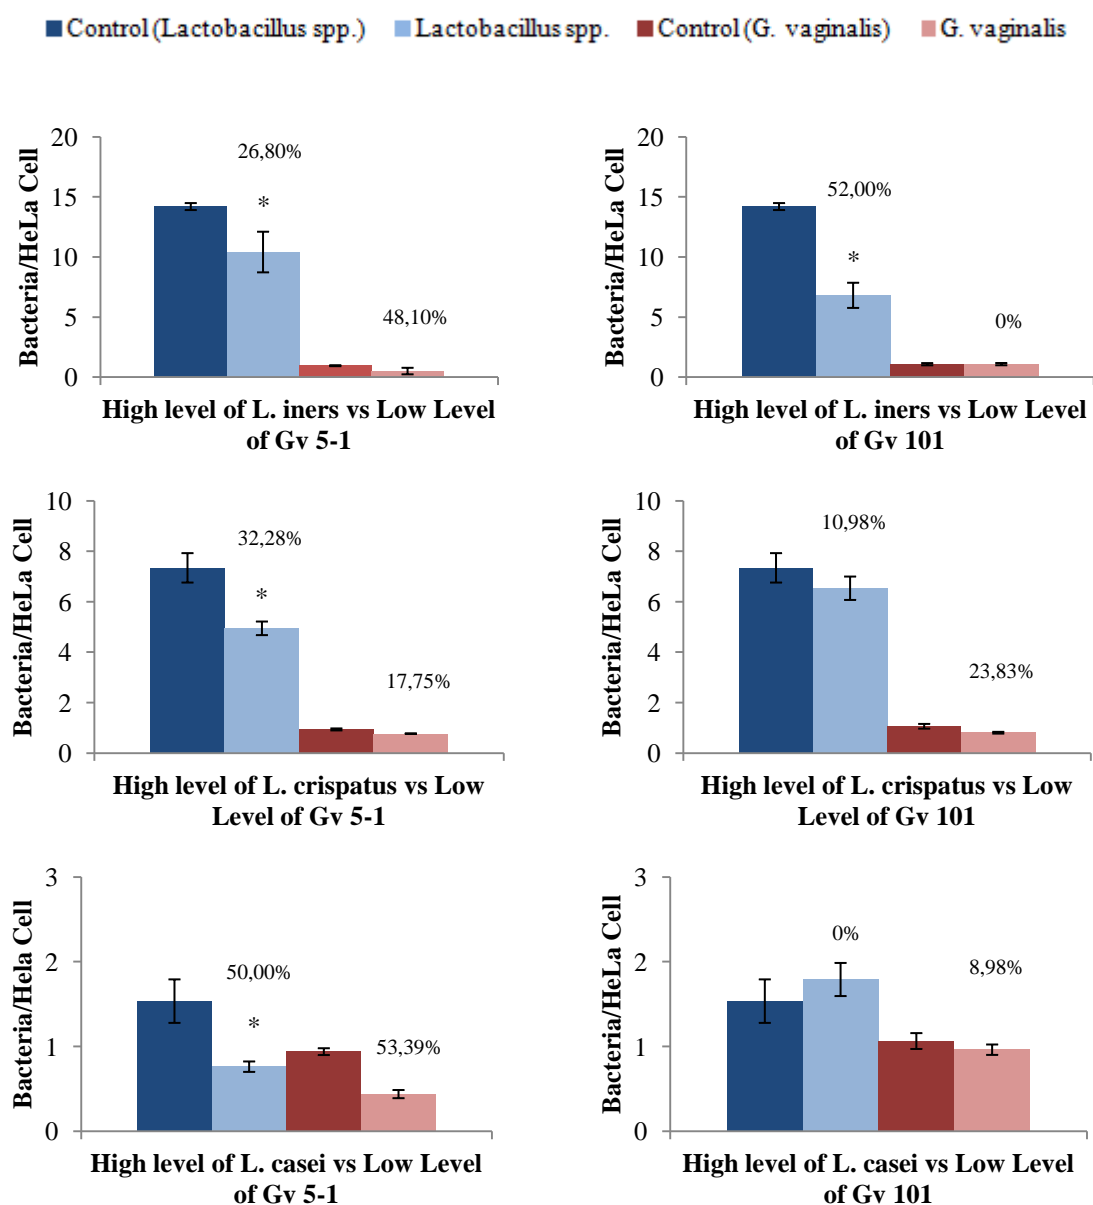 Control (Lactobacillus spp.) Lactobacillus spp. Control (G. vaginalis) G. vaginalis
Bacteria/HeLa Cell
20
15
10
5
0
26,80%
*
48,10%
High level of L. iners vs Low Level
of Gv 5-1
Bacteria/HeLa Cell
20
15
10
5
0
52,00%
*
0%
High level of L. iners vs Low Level
of Gv 101
Bacteria/HeLa Cell
10
8
6
4
2
0
32,28%
*
17,75%
High level of L. crispatus vs Low
Level of Gv 5-1
Bacteria/HeLa Cell
10
8
6
4
2
0
10,98%
23,83%
High level of L. crispatus vs Low
Level of Gv 101
Bacteria/Hela Cell
3
2
1
0
50,00%
*
53,39%
High level of L. casei vs Low Level
of Gv 5-1
Bacteria/HeLa Cell
3
2
1
0
0%
8,98%
High level of L. casei vs Low Level
of Gv 101